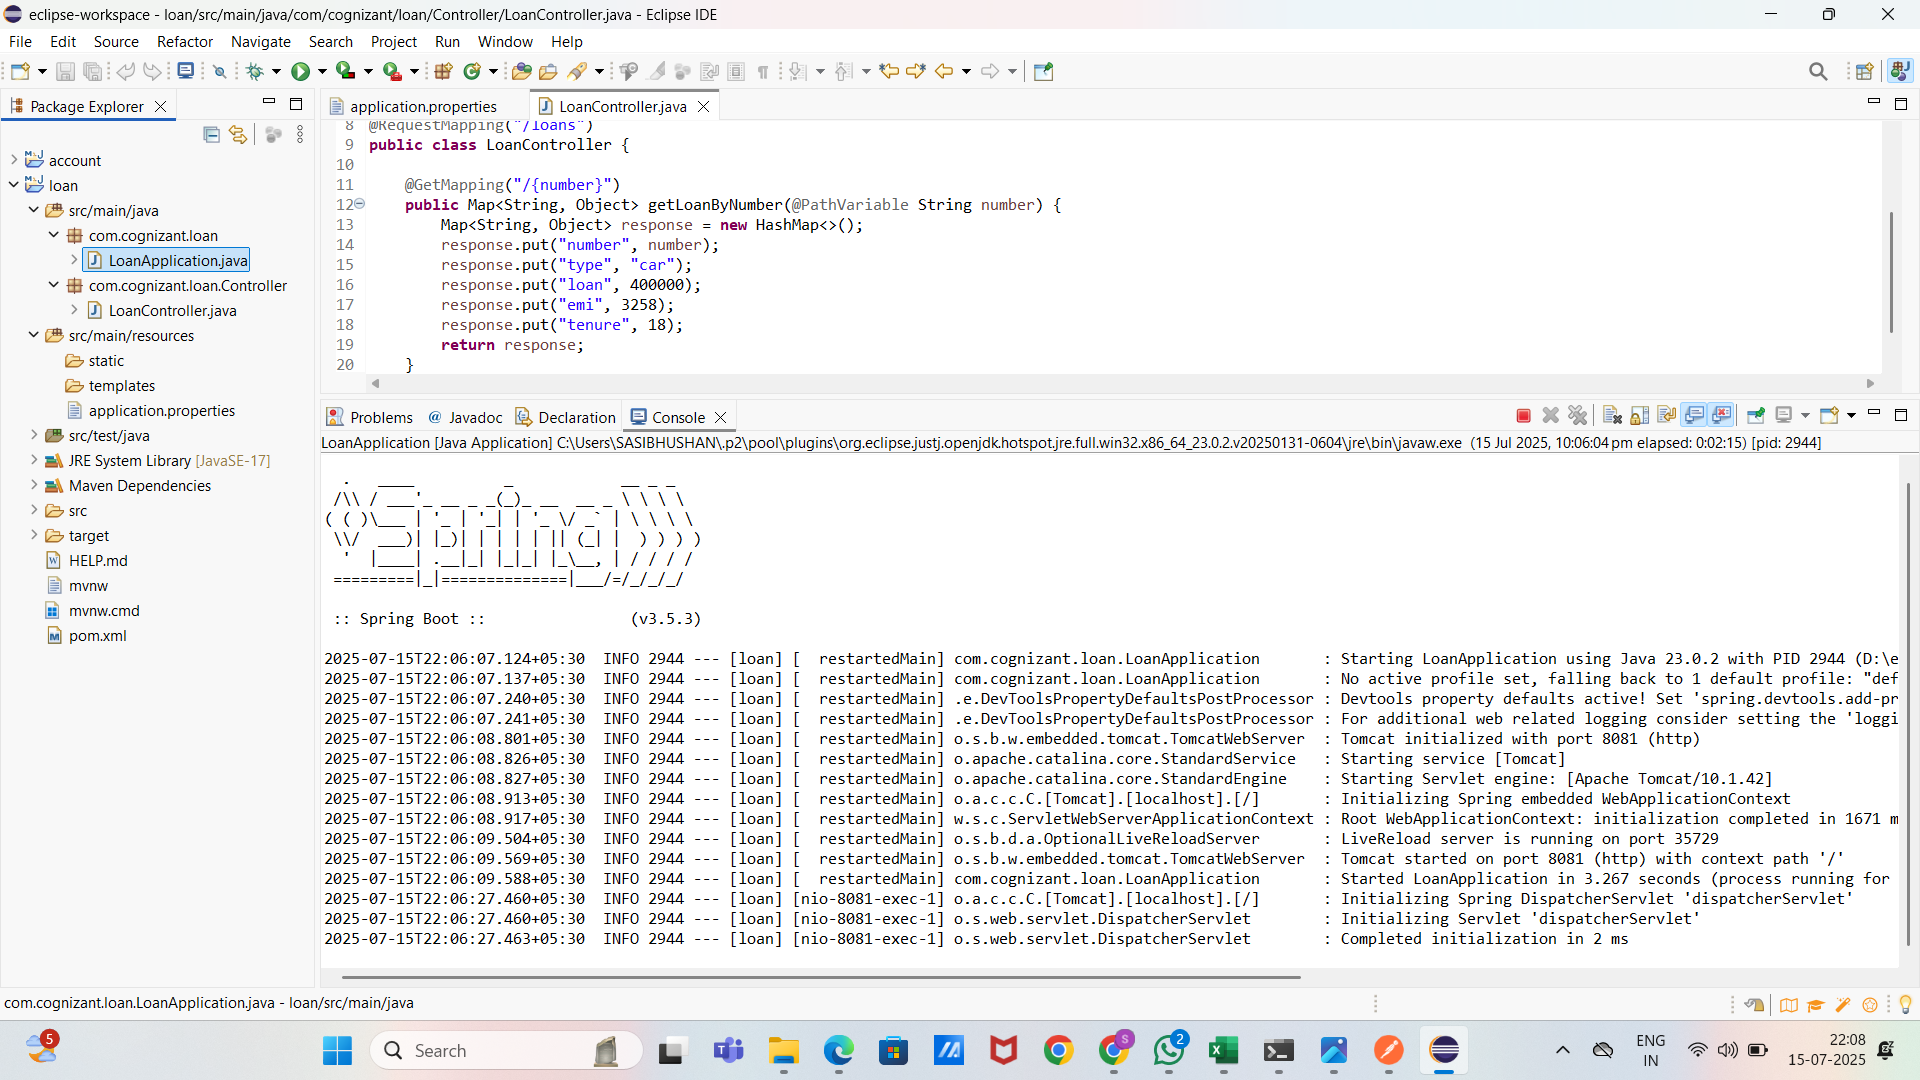 eclipse-workspace - loan/src/main/java/com/cognizant/loan/Controller/LoanController.java - Eclipse IDE
File Edit Source Refactor Navigate Search Project Run Window Help
Package Explorer
account
loan
src/main/java
com.cognizant.loan
LoanApplication.java
com.cognizant.loan.Controller
LoanController.java
src/main/resources
static
templates
application.properties
src/test/java
JRE System Library [JavaSE-17]
Maven Dependencies
src
target
HELP.md
mvnw
mvnw.cmd
pom.xml
application.properties
LoanController.java
8 @RequestMapping("/loans")
9 public class LoanController {
10
11 @GetMapping("/{number}")
12 public Map<String, Object> getLoanByNumber(@PathVariable String number) {
13 Map<String, Object> response = new HashMap<>();
14 response.put("number", number);
15 response.put("type", "car");
16 response.put("loan", 400000);
17 response.put("emi", 3258);
18 response.put("tenure", 18);
19 return response;
20 }
Problems Javadoc Declaration Console
LoanApplication [Java Application] C:\Users\SASIBHUSHAN\.p2\pool\plugins\org.eclipse.justj.openjdk.hotspot.jre.full.win32.x86_64_23.0.2.v20250131-0604\jre\bin\javaw.exe (15 Jul 2025, 10:06:04 pm elapsed: 0:02:15) [pid: 2944]
Spring
:: Spring Boot :: (v3.5.3)
2025-07-15T22:06:07.124+05:30 INFO 2944 --- [loan] [ restartedMain] com.cognizant.loan.LoanApplication : Starting LoanApplication using Java 23.0.2 with PID 2944 (D:\e
2025-07-15T22:06:07.137+05:30 INFO 2944 --- [loan] [ restartedMain] com.cognizant.loan.LoanApplication : No active profile set, falling back to 1 default profile: "def
2025-07-15T22:06:07.240+05:30 INFO 2944 --- [loan] [ restartedMain] .e.DevToolsPropertyDefaultsPostProcessor : Devtools property defaults active! Set 'spring.devtools.add-pr
2025-07-15T22:06:07.241+05:30 INFO 2944 --- [loan] [ restartedMain] .e.DevToolsPropertyDefaultsPostProcessor : For additional web related logging consider setting the 'loggi
2025-07-15T22:06:08.801+05:30 INFO 2944 --- [loan] [ restartedMain] o.s.b.w.embedded.tomcat.TomcatWebServer : Tomcat initialized with port 8081 (http)
2025-07-15T22:06:08.826+05:30 INFO 2944 --- [loan] [ restartedMain] o.apache.catalina.core.StandardService : Starting service [Tomcat]
2025-07-15T22:06:08.827+05:30 INFO 2944 --- [loan] [ restartedMain] o.apache.catalina.core.StandardEngine : Starting Servlet engine: [Apache Tomcat/10.1.42]
2025-07-15T22:06:08.913+05:30 INFO 2944 --- [loan] [ restartedMain] o.a.c.c.C.[Tomcat].[localhost].[/] : Initializing Spring embedded WebApplicationContext
2025-07-15T22:06:08.917+05:30 INFO 2944 --- [loan] [ restartedMain] w.s.c.ServletWebServerApplicationContext : Root WebApplicationContext: initialization completed in 1671 m
2025-07-15T22:06:09.504+05:30 INFO 2944 --- [loan] [ restartedMain] o.s.b.d.a.OptionalLiveReloadServer : LiveReload server is running on port 35729
2025-07-15T22:06:09.569+05:30 INFO 2944 --- [loan] [ restartedMain] o.s.b.w.embedded.tomcat.TomcatWebServer : Tomcat started on port 8081 (http) with context path '/'
2025-07-15T22:06:09.588+05:30 INFO 2944 --- [loan] [ restartedMain] com.cognizant.loan.LoanApplication : Started LoanApplication in 3.267 seconds (process running for
2025-07-15T22:06:27.460+05:30 INFO 2944 --- [loan] [nio-8081-exec-1] o.a.c.c.C.[Tomcat].[localhost].[/] : Initializing Spring DispatcherServlet 'dispatcherServlet'
2025-07-15T22:06:27.460+05:30 INFO 2944 --- [loan] [nio-8081-exec-1] o.s.web.servlet.DispatcherServlet : Initializing Servlet 'dispatcherServlet'
2025-07-15T22:06:27.463+05:30 INFO 2944 --- [loan] [nio-8081-exec-1] o.s.web.servlet.DispatcherServlet : Completed initialization in 2 ms
com.cognizant.loan.LoanApplication.java - loan/src/main/java
5
Search
S
2
ENG
IN
22:08
15-07-2025